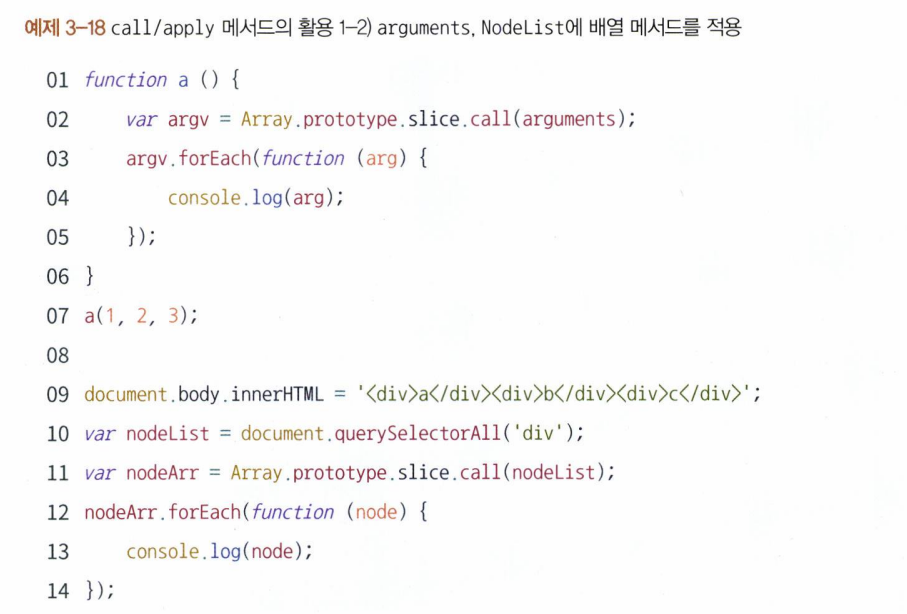 예제 3-18 call/apply 메서드의 활용 1-2) arguments, NodeList에 배열 메서드를 적용
01 function a () {
02     var argv = Array.prototype.slice.call(arguments);
03     argv.forEach(function (arg) {
04         console.log(arg);
05     });
06 }
07 a(1, 2, 3);
08
09 document.body.innerHTML = '<div>a</div><div>b</div><div>c</div>';
10 var nodeList = document.querySelectorAll('div');
11 var nodeArr = Array.prototype.slice.call(nodeList);
12 nodeArr.forEach(function (node) {
13     console.log(node);
14 });